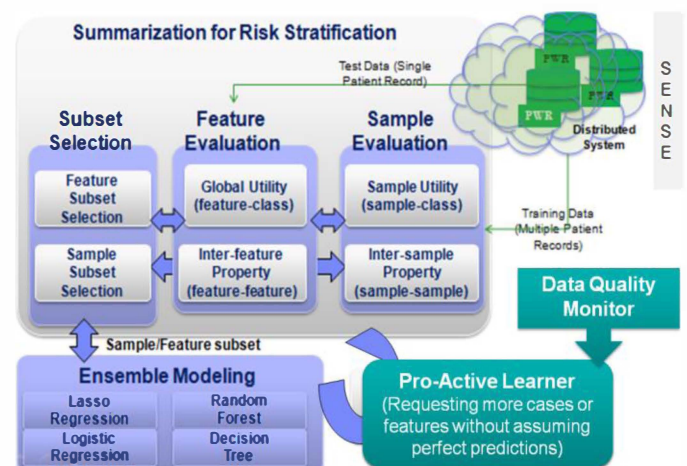 Summarization for Risk Stratification
Test Data (Single
Patient Record)
PWR
PWR
PWR
Distributed
System
S
E
N
S
E
Subset
Selection
Feature
Evaluation
Sample
Evaluation
Feature
Subset
Selection
Global Utility
(feature-class)
Sample Utility
(sample-class)
Training Data
(Multiple Patient
Records)
Sample
Subset
Selection
Inter-feature
Property
(feature-feature)
Inter-sample
Property
(sample-sample)
Data Quality
Monitor
Sample/Feature subset
Ensemble Modeling
Lasso
Regression
Random
Forest
Logistic
Regression
Decision
Tree
Pro-Active Learner
(Requesting more cases or
features without assuming
perfect predictions)